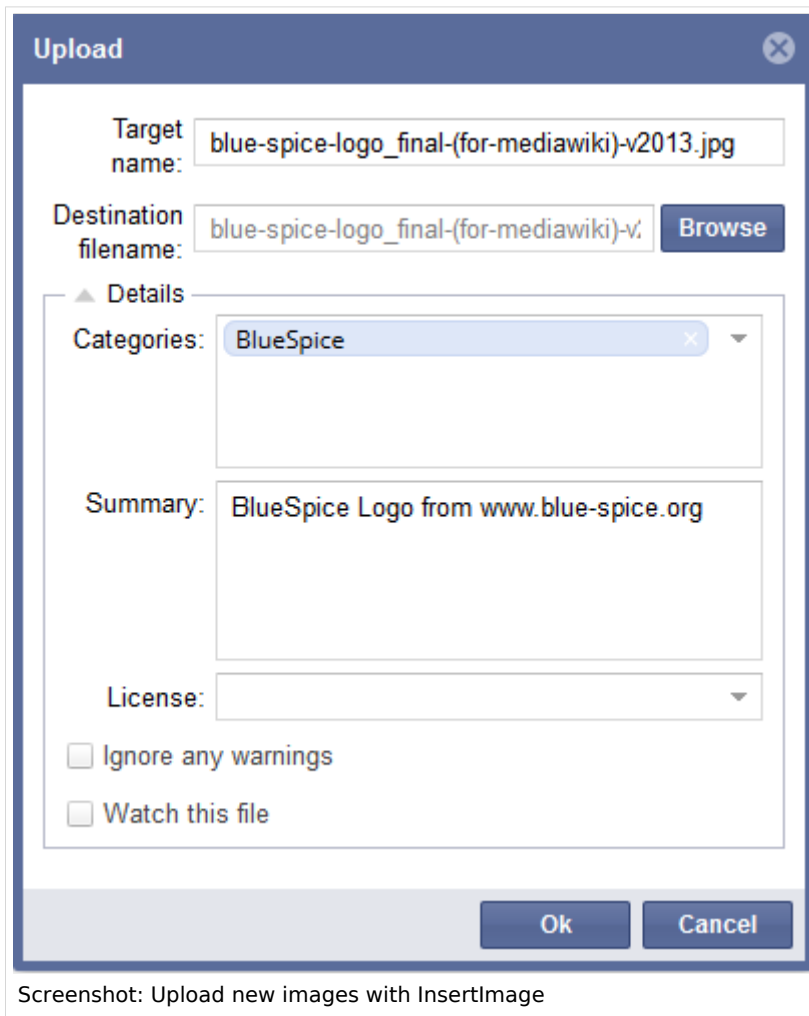 Upload
Target
name:
blue-spice-logo_final-(for-mediawiki)-v2013.jpg
Destination
filename:
blue-spice-logo_final-(for-mediawiki)-v
Browse
Details
Categories:
BlueSpice
Summary:
BlueSpice Logo from www.blue-spice.org
License:
Ignore any warnings
Watch this file
Ok
Cancel
Screenshot: Upload new images with InsertImage